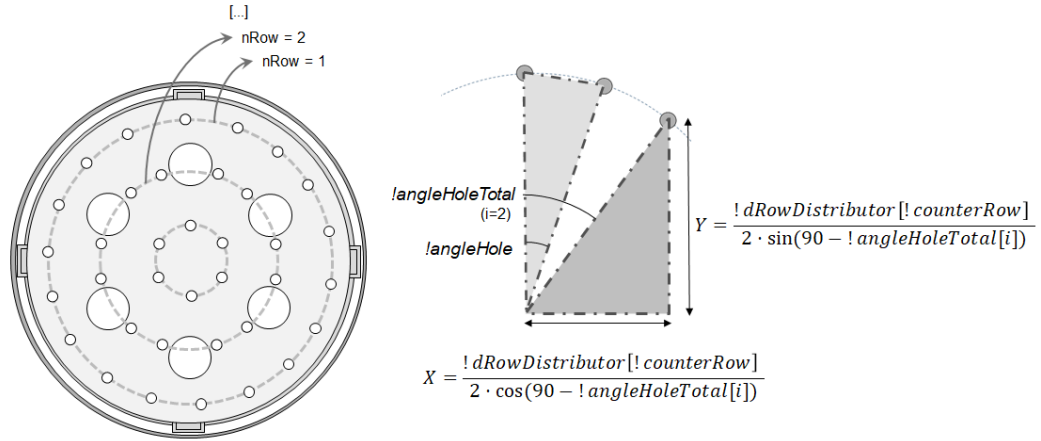 [...]
nRow = 2
nRow = 1
!angleHoleTotal
(i=2)
!angleHole
Y = !dRowDistributor[!counterRow] / 2 · sin(90 − !angleHoleTotal[i])
X = !dRowDistributor[!counterRow] / 2 · cos(90 − !angleHoleTotal[i])